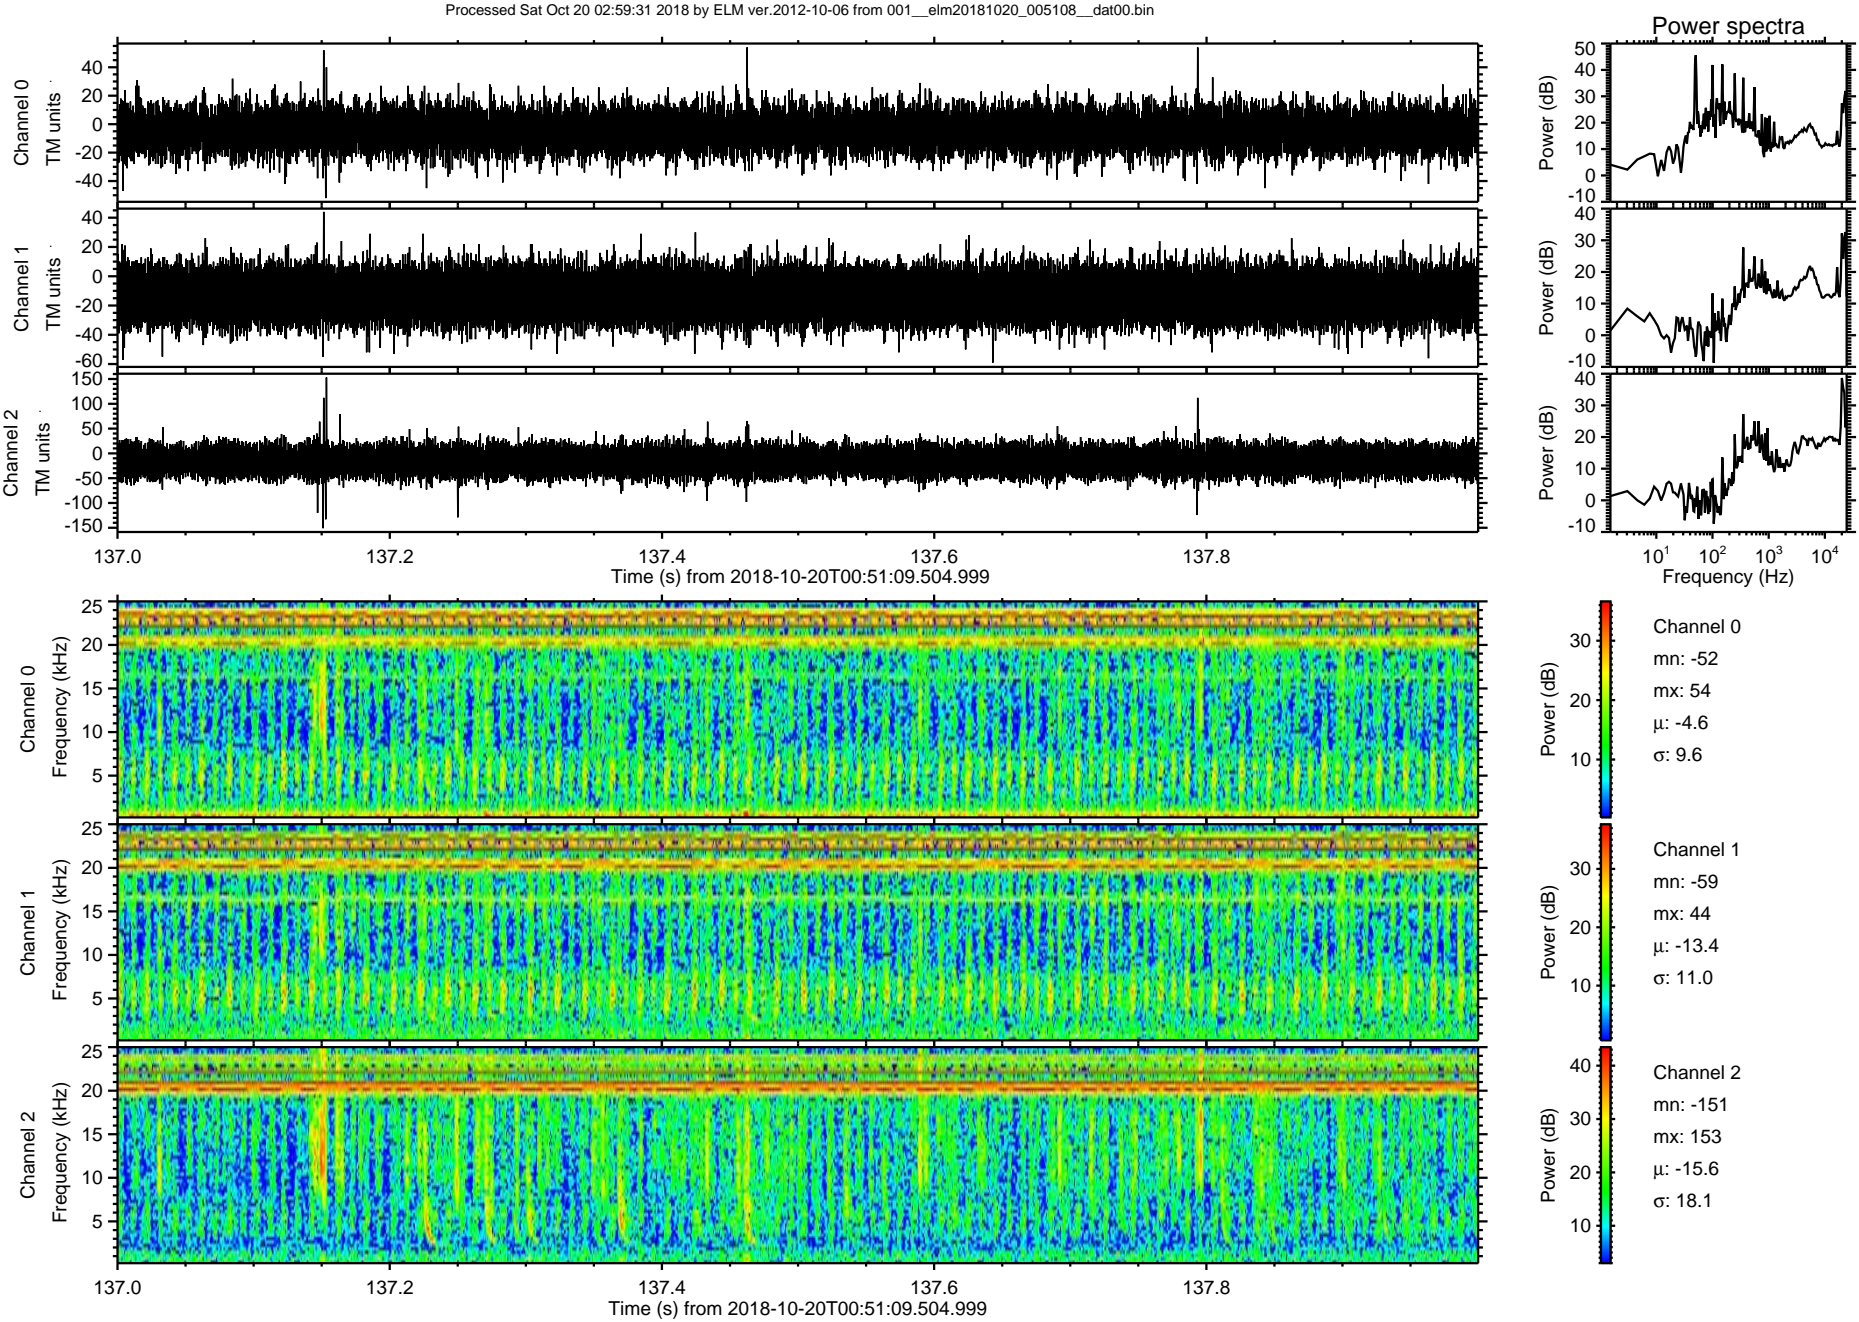 Processed Sat Oct 20 02:59:31 2018 by ELM ver.2012-10-06 from 001__elm20181020_005108__dat00.bin
Power spectra
Channel 0
TM units
40
20
0
-20
-40
Power (dB)
50
40
30
20
10
0
-10
Channel 1
TM units
40
20
0
-20
-40
-60
Power (dB)
40
30
20
10
0
-10
Channel 2
TM units
150
100
50
0
-50
-100
-150
Power (dB)
40
30
20
10
0
-10
137.0 137.2 137.4 137.6 137.8
Time (s) from 2018-10-20T00:51:09.504.999
10¹ 10² 10³ 10⁴
Frequency (Hz)
Channel 0
Frequency (kHz)
25
20
15
10
5
Power (dB)
30
20
10
Channel 0
mn: -52
mx: 54
μ: -4.6
σ: 9.6
Channel 1
Frequency (kHz)
25
20
15
10
5
Power (dB)
30
20
10
Channel 1
mn: -59
mx: 44
μ: -13.4
σ: 11.0
Channel 2
Frequency (kHz)
25
20
15
10
5
Power (dB)
40
30
20
10
Channel 2
mn: -151
mx: 153
μ: -15.6
σ: 18.1
137.0 137.2 137.4 137.6 137.8
Time (s) from 2018-10-20T00:51:09.504.999